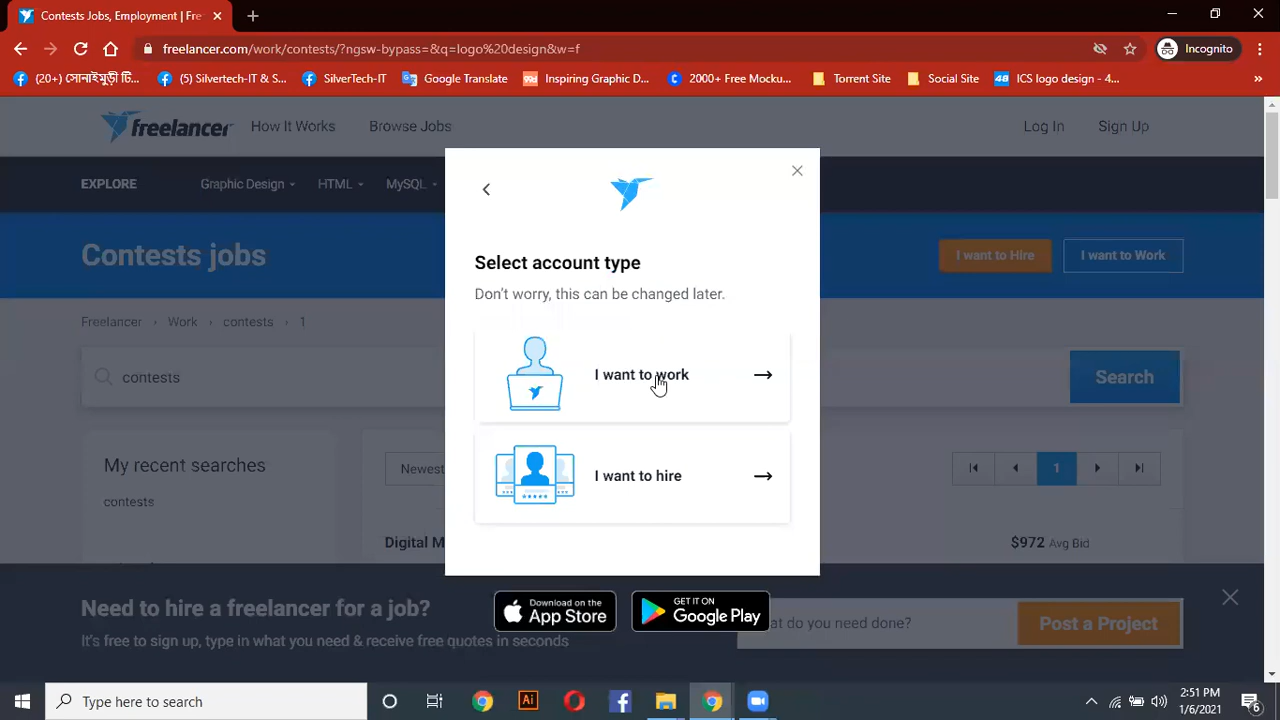 Contests Jobs, Employment | Fre
freelancer.com/work/contests/?ngsw-bypass=&q=logo%20design&w=f
Incognito
(20+) সোনাইমুড়ী টি...
(5) Silvertech-IT & S...
SilverTech-IT
Google Translate
Inspiring Graphic D...
2000+ Free Mocku...
Torrent Site
Social Site
ICS logo design - 4...
freelancer
How It Works
Browse Jobs
Log In
Sign Up
EXPLORE
Graphic Design
HTML
MySQL
Contests jobs
I want to Hire
I want to Work
Freelancer > Work > contests > 1
contests
Search
My recent searches
contests
Newest
1
Digital M
$972 Avg Bid
Select account type
Don't worry, this can be changed later.
I want to work
I want to hire
Need to hire a freelancer for a job?
It's free to sign up, type in what you need & receive free quotes in seconds
at do you need done?
Post a Project
Download on the
App Store
GET IT ON
Google Play
Type here to search
Ai
2:51 PM
1/6/2021
6